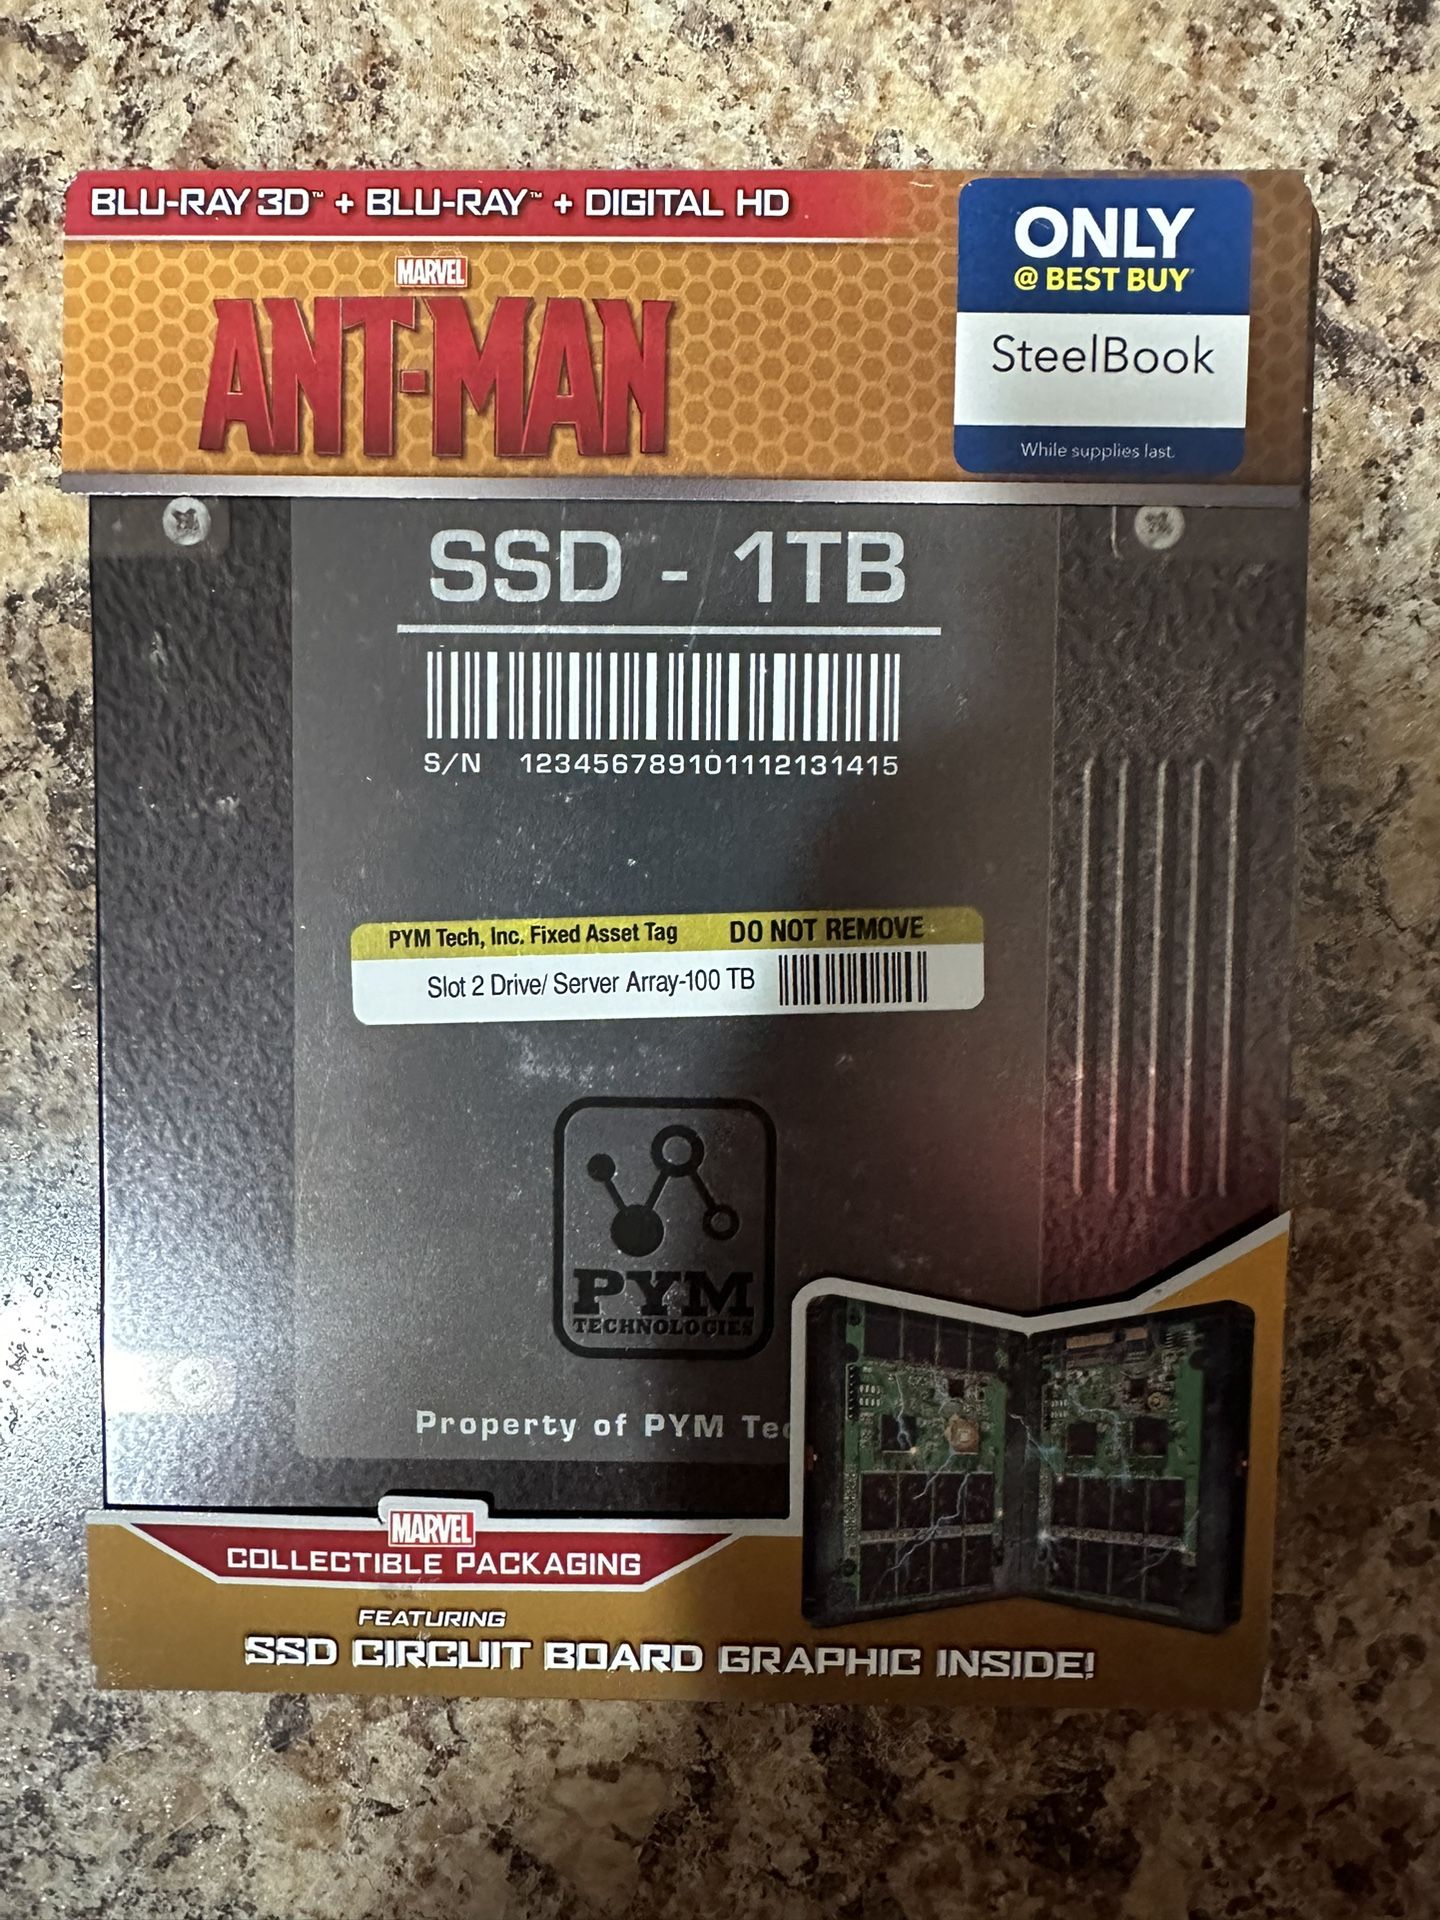 BLU-RAY 3D™ + BLU-RAY™ + DIGITAL HD
ONLY
@ BEST BUY
SteelBook
While supplies last.
MARVEL
ANT-MAN
SSD - 1TB
S/N 123456789101112131415
PYM Tech, Inc. Fixed Asset Tag DO NOT REMOVE
Slot 2 Drive/ Server Array-100 TB
PYM
TECHNOLOGIES
Property of PYM Tec
MARVEL
COLLECTIBLE PACKAGING
FEATURING
SSD CIRCUIT BOARD GRAPHIC INSIDE!